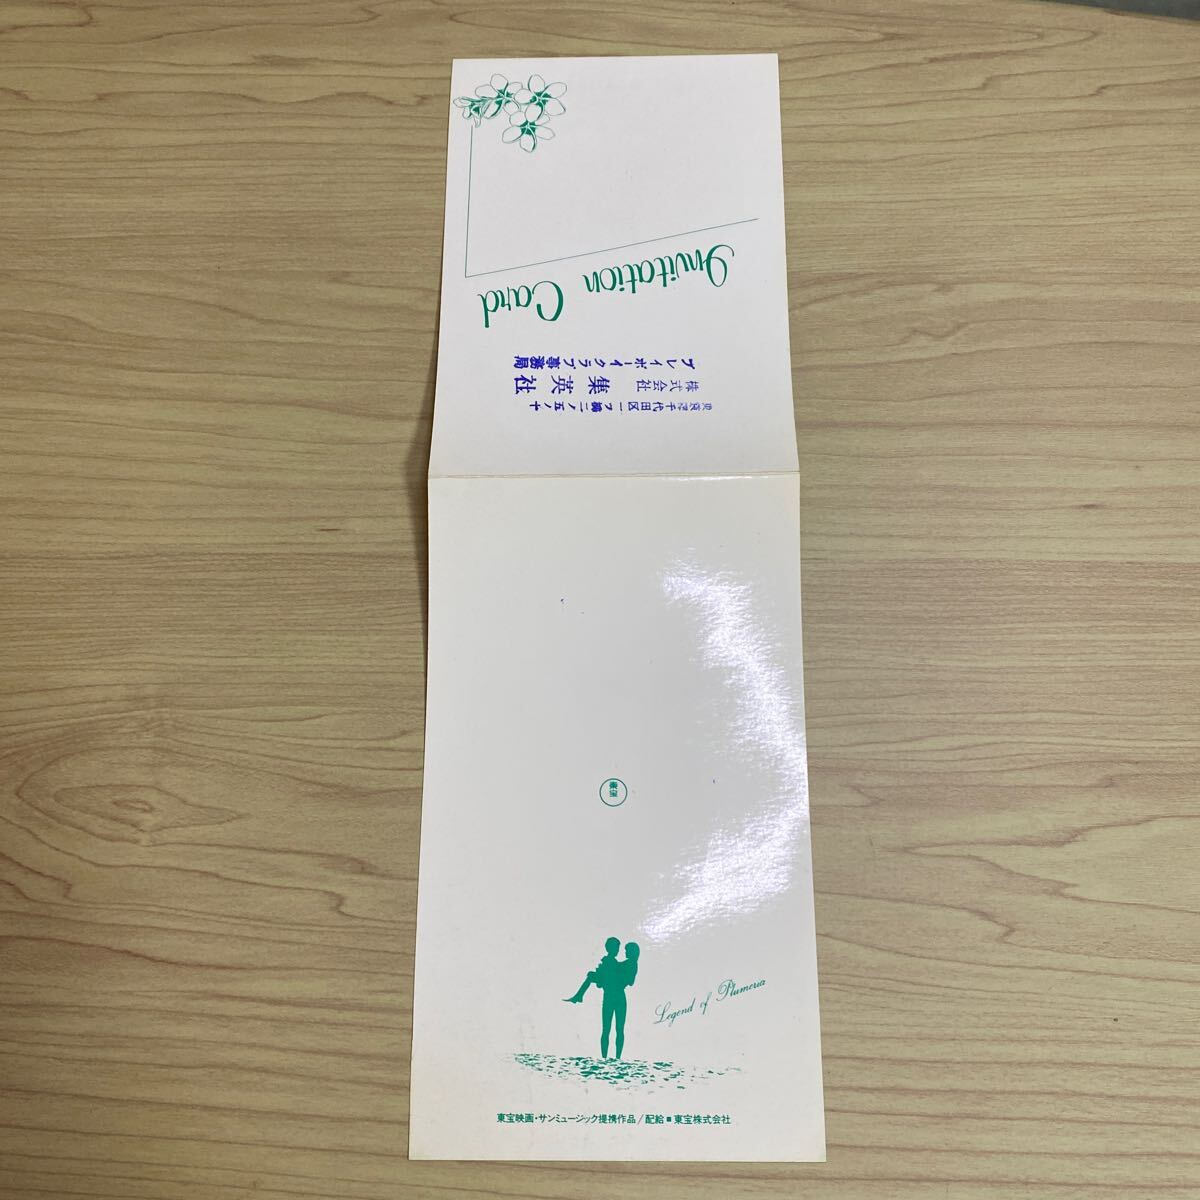 Invitation Card
東京都千代田区一ツ橋二ノ五ノ十
株式会社 集英社
プレイボーイクラブ事務局
Legend of Plumeria
東宝映画・サンミュージック提携作品/配給■東宝株式会社